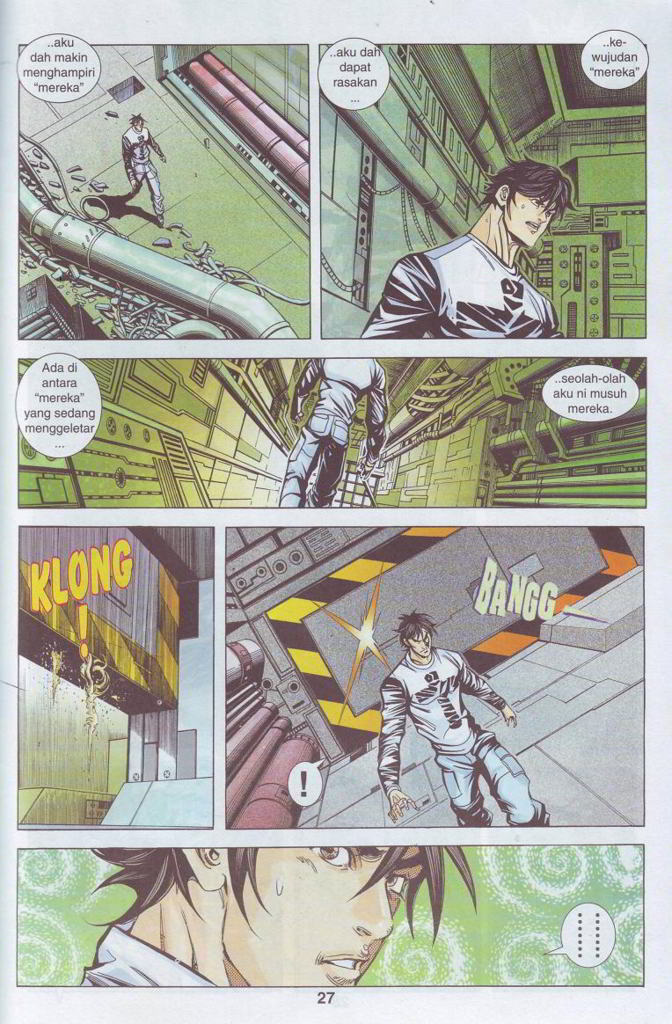 ..aku
dah makin
menghampiri
“mereka”
..aku dah
dapat
rasakan
...
..ke-
wujudan
“mereka”
Ada di
antara
“mereka”
yang sedang
menggeletar
...
..seolah-olah
aku ni musuh
mereka.
KLONG
!
BANGG
!
27